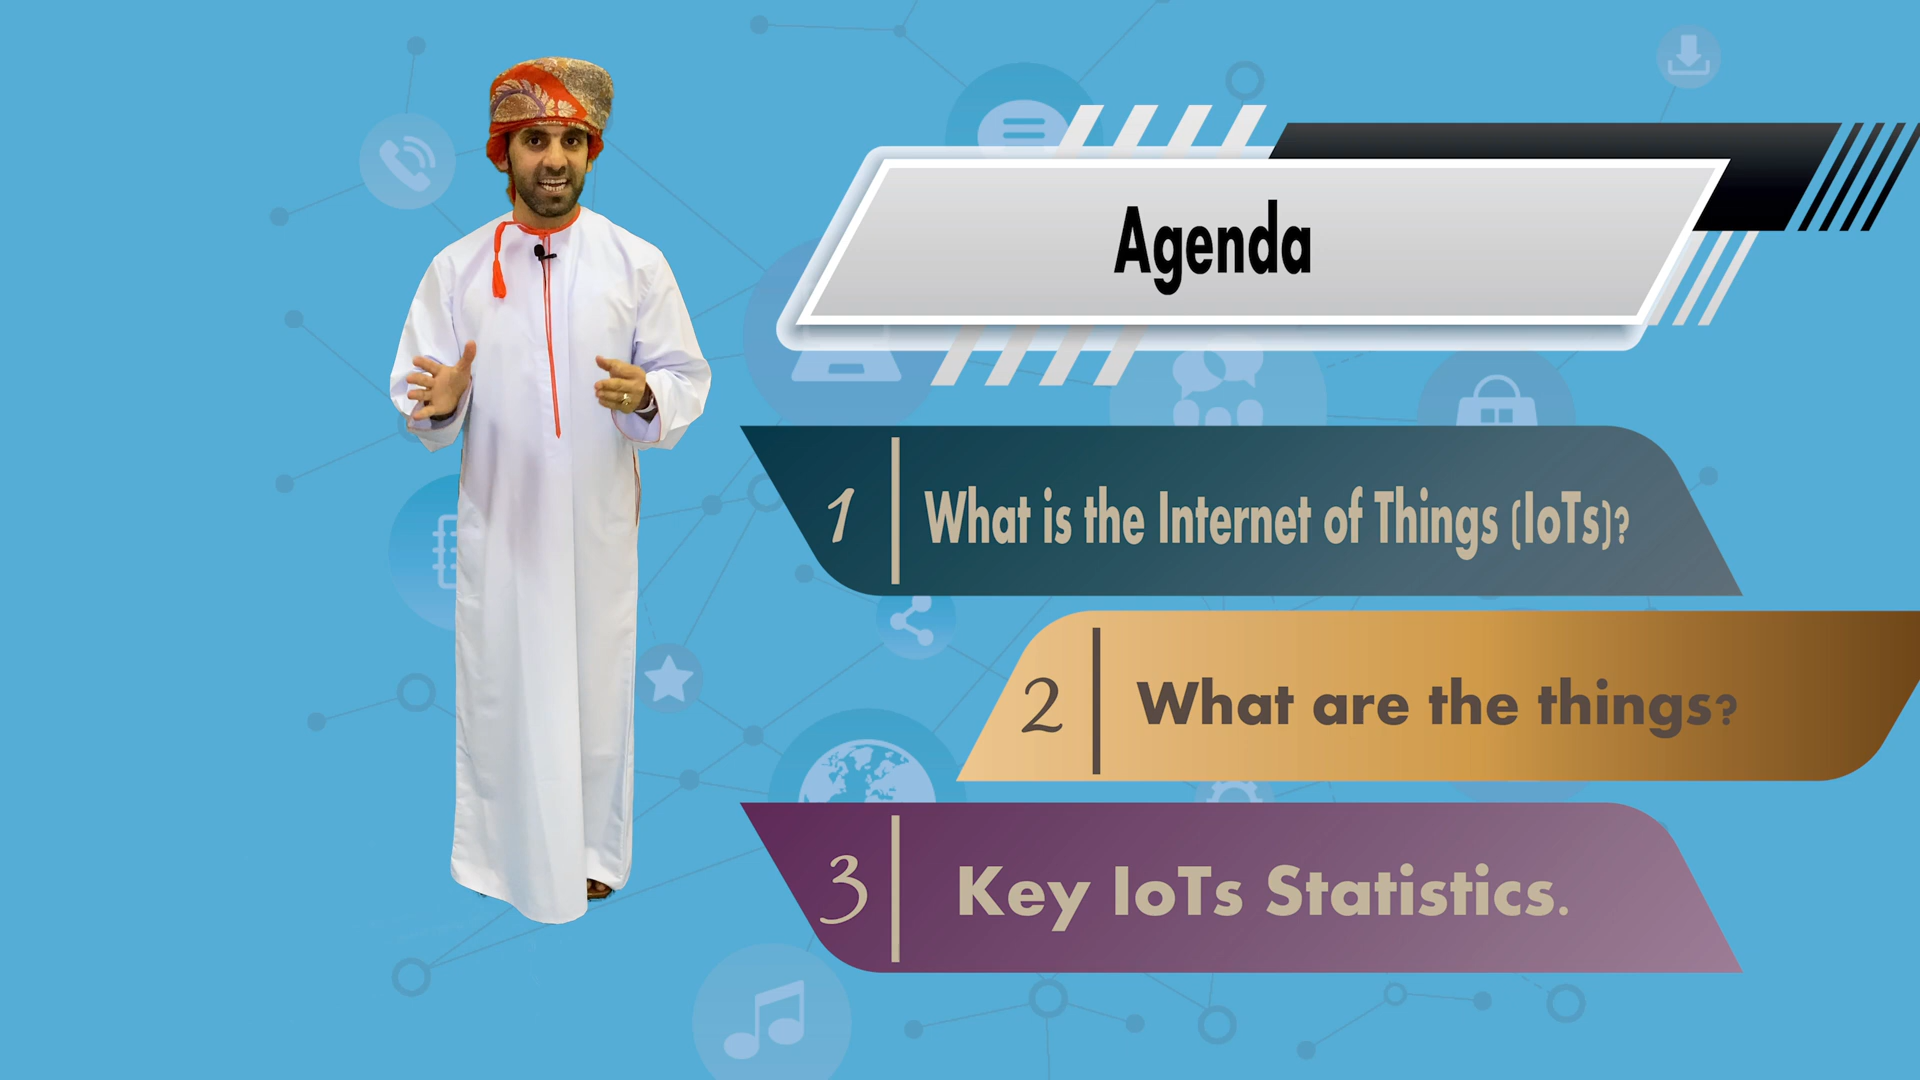 Agenda
1 What is the Internet of Things (IoTs)?
2 What are the things?
3 Key IoTs Statistics.